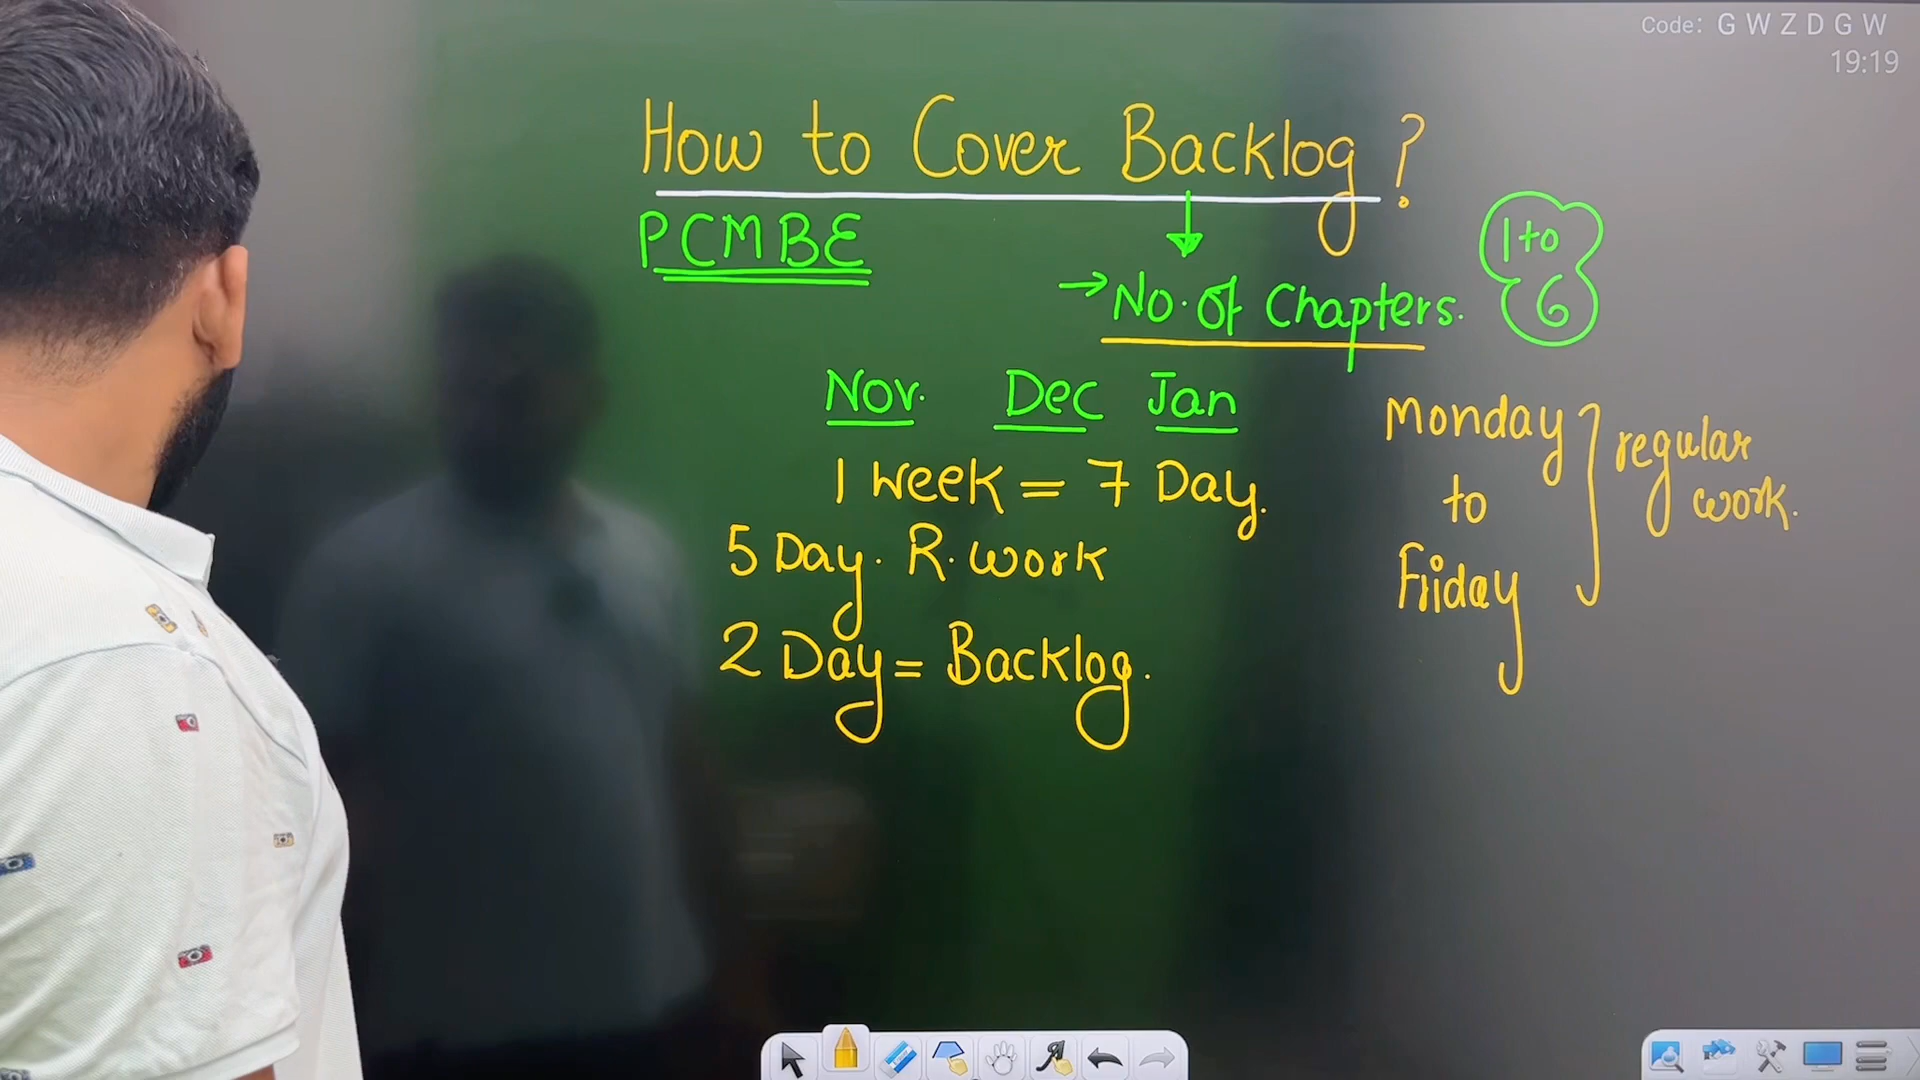 Code: GWZDGW
19:19
How to Cover Backlog ?
PCMBE
→ No. of Chapters.
1 to
6
Nov. Dec Jan
1 Week = 7 Day.
5 Day. R. work
2 Day = Backlog.
Monday
to
Friday
regular
work.